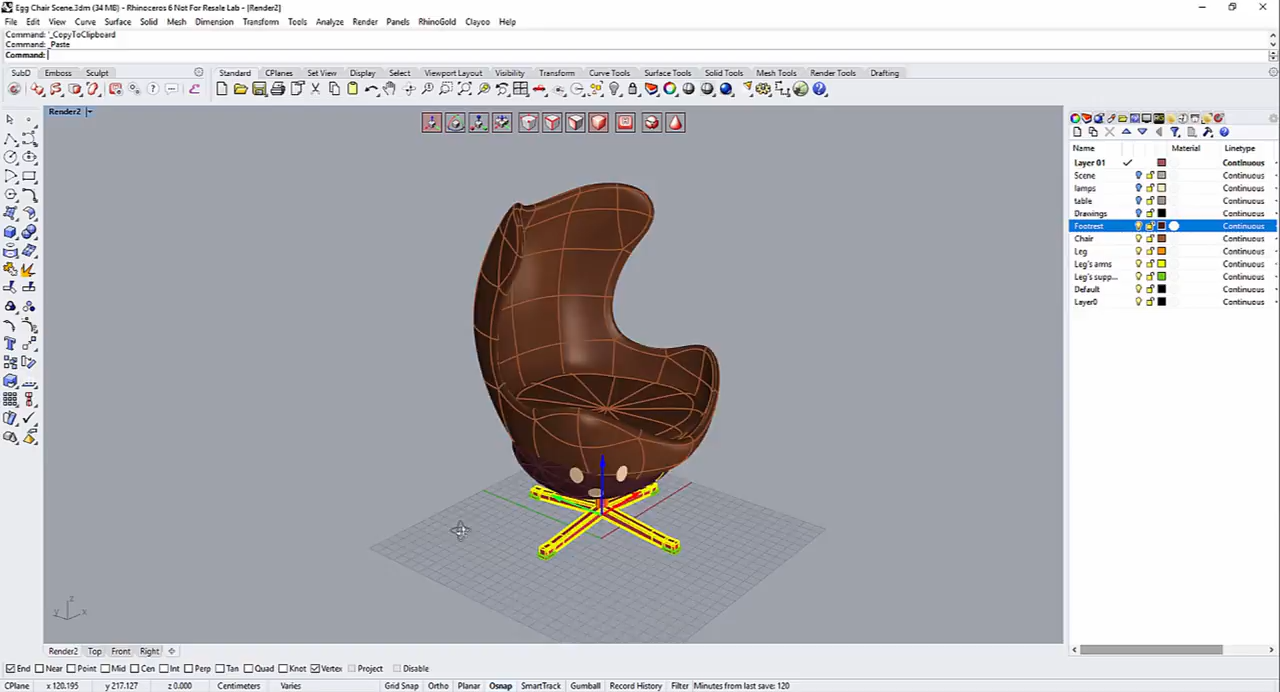 Egg Chair Scene.3dm (34 MB) - Rhinoceros 6 Not For Resale Lab - [Render2]
File Edit View Curve Surface Solid Mesh Dimension Transform Tools Analyze Render Panels RhinoGold Clayoo Help
Command: '_CopyToClipboard
Command: _Paste
Command:
SubD Emboss Sculpt Standard CPlanes Set View Display Select Viewport Layout Visibility Transform Curve Tools Surface Tools Solid Tools Mesh Tools Render Tools Drafting
Render2
Name Material Linetype
Layer 01 Continuous
Scene Continuous
lamps Continuous
table Continuous
Drawings Continuous
Footrest Continuous
Chair Continuous
Leg Continuous
Leg's arms Continuous
Leg's supp... Continuous
Default Continuous
Layer0 Continuous
z
y x
Render2 Top Front Right
End Near Point Mid Cen Int Perp Tan Quad Knot Vertex Project Disable
CPlane x 120.195 y 217.127 z 0.000 Centimeters Varies Grid Snap Ortho Planar Osnap SmartTrack Gumball Record History Filter Minutes from last save: 120